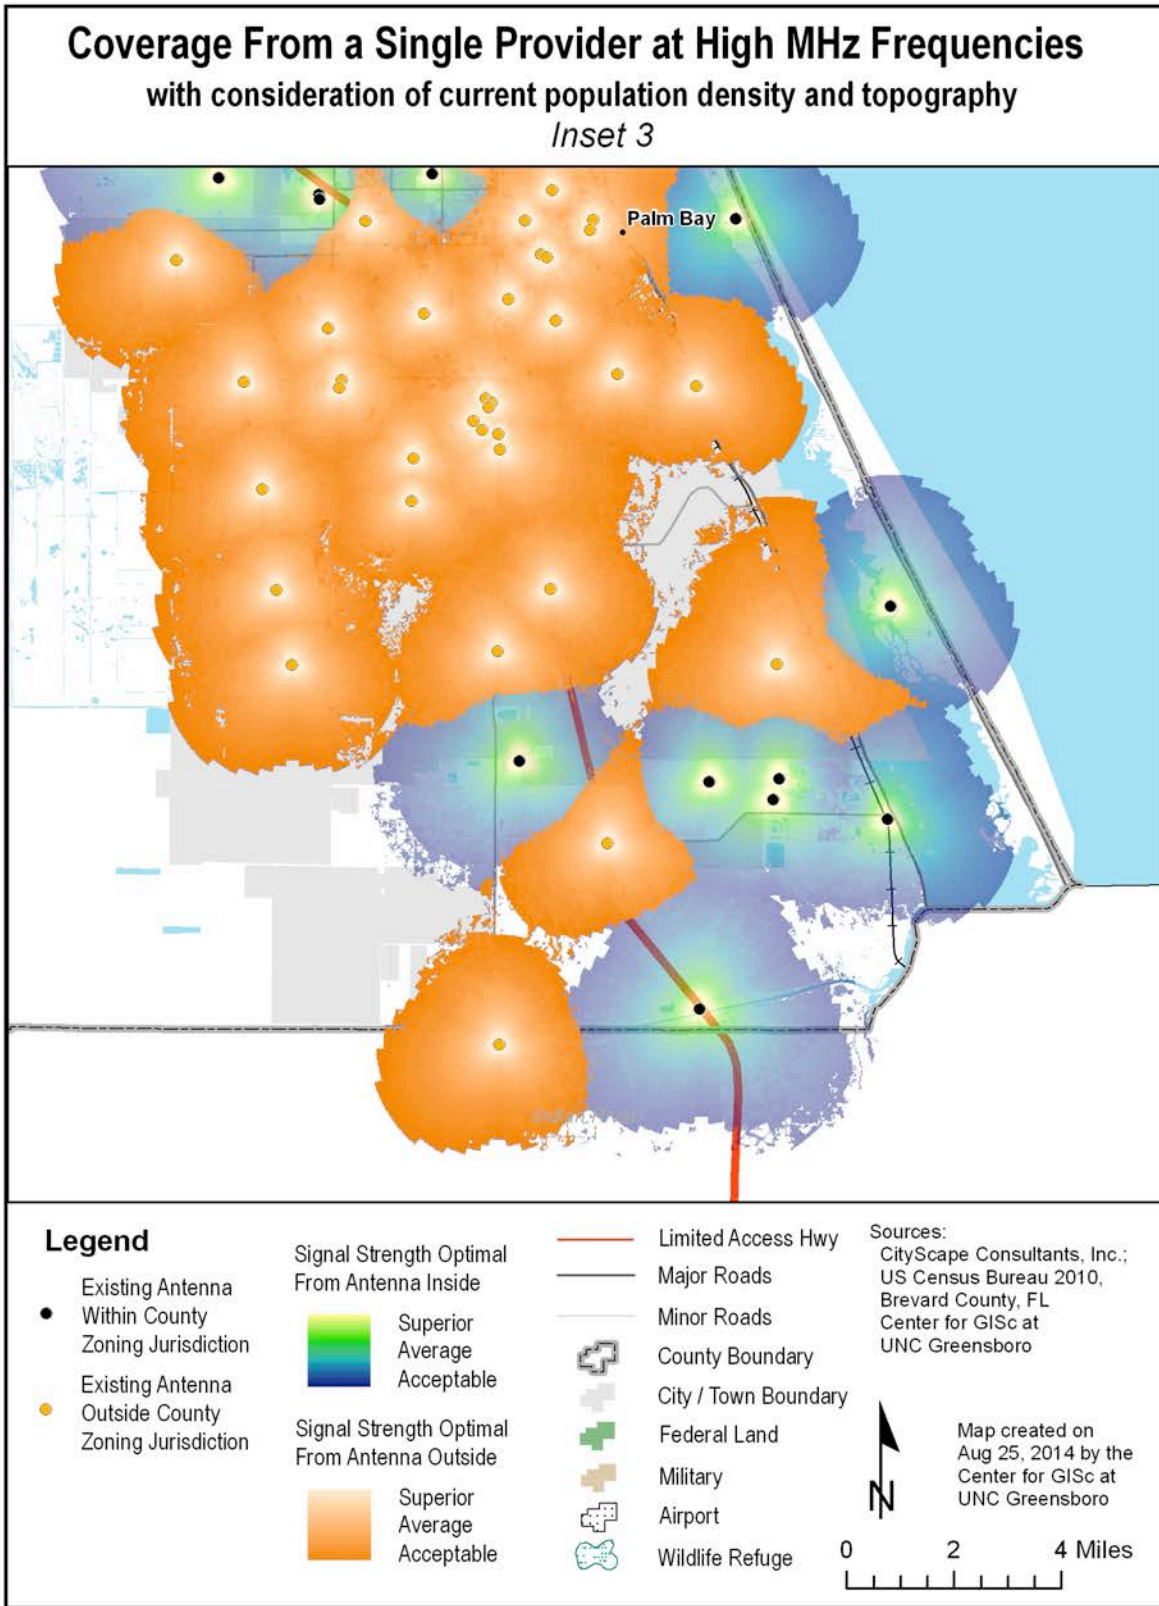 Coverage From a Single Provider at High MHz Frequencies
with consideration of current population density and topography
Inset 3
Palm Bay
Legend
Existing Antenna
Within County
Zoning Jurisdiction
Existing Antenna
Outside County
Zoning Jurisdiction
Signal Strength Optimal
From Antenna Inside
Superior
Average
Acceptable
Signal Strength Optimal
From Antenna Outside
Superior
Average
Acceptable
Limited Access Hwy
Major Roads
Minor Roads
County Boundary
City / Town Boundary
Federal Land
Military
Airport
Wildlife Refuge
Sources:
CityScape Consultants, Inc.;
US Census Bureau 2010,
Brevard County, FL
Center for GISc at
UNC Greensboro
N
Map created on
Aug 25, 2014 by the
Center for GISc at
UNC Greensboro
0 2 4 Miles